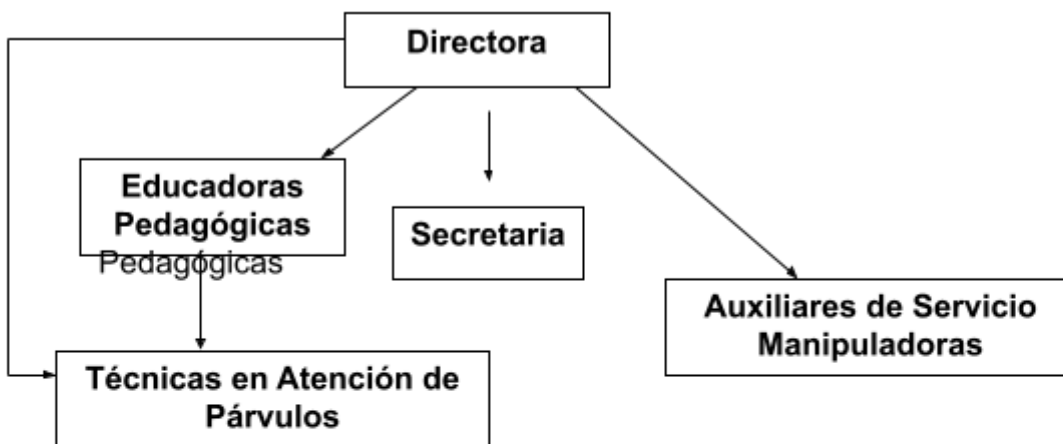 Directora
Educadoras
Pedagógicas
Pedagógicas
Secretaria
Auxiliares de Servicio
Manipuladoras
Técnicas en Atención de
Párvulos